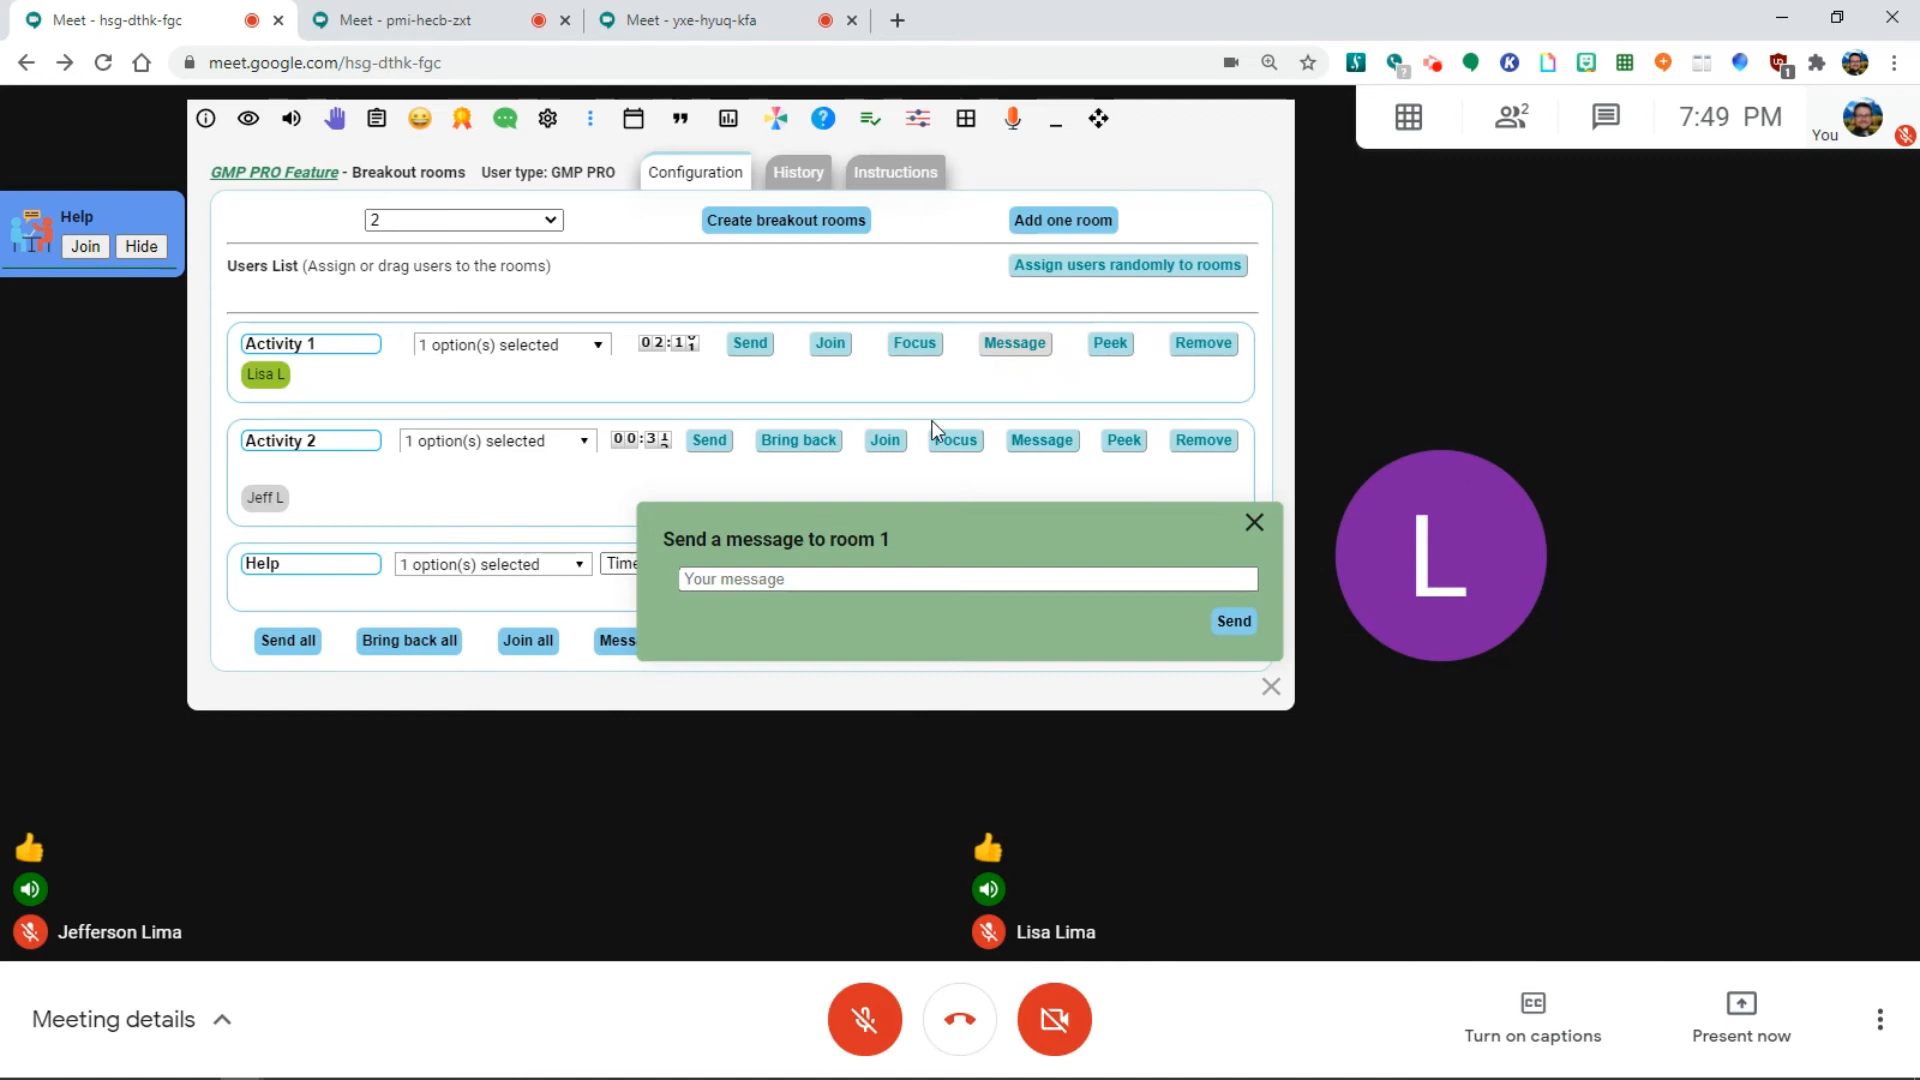 Meet - hsg-dthk-fgc
Meet - pmi-hecb-zxt
Meet - yxe-hyuq-kfa
meet.google.com/hsg-dthk-fgc
1
2
7:49 PM
You
GMP PRO Feature - Breakout rooms User type: GMP PRO
Configuration
History
Instructions
Help
Join
Hide
2
Create breakout rooms
Add one room
Users List (Assign or drag users to the rooms)
Assign users randomly to rooms
Activity 1
1 option(s) selected
Send
Join
Focus
Message
Peek
Remove
Lisa L
Activity 2
1 option(s) selected
Send
Bring back
Join
Focus
Message
Peek
Remove
Jeff L
Send a message to room 1
Help
1 option(s) selected
Time
Your message
Send
Send all
Bring back all
Join all
Mess
L
Jefferson Lima
Lisa Lima
Meeting details
Turn on captions
Present now